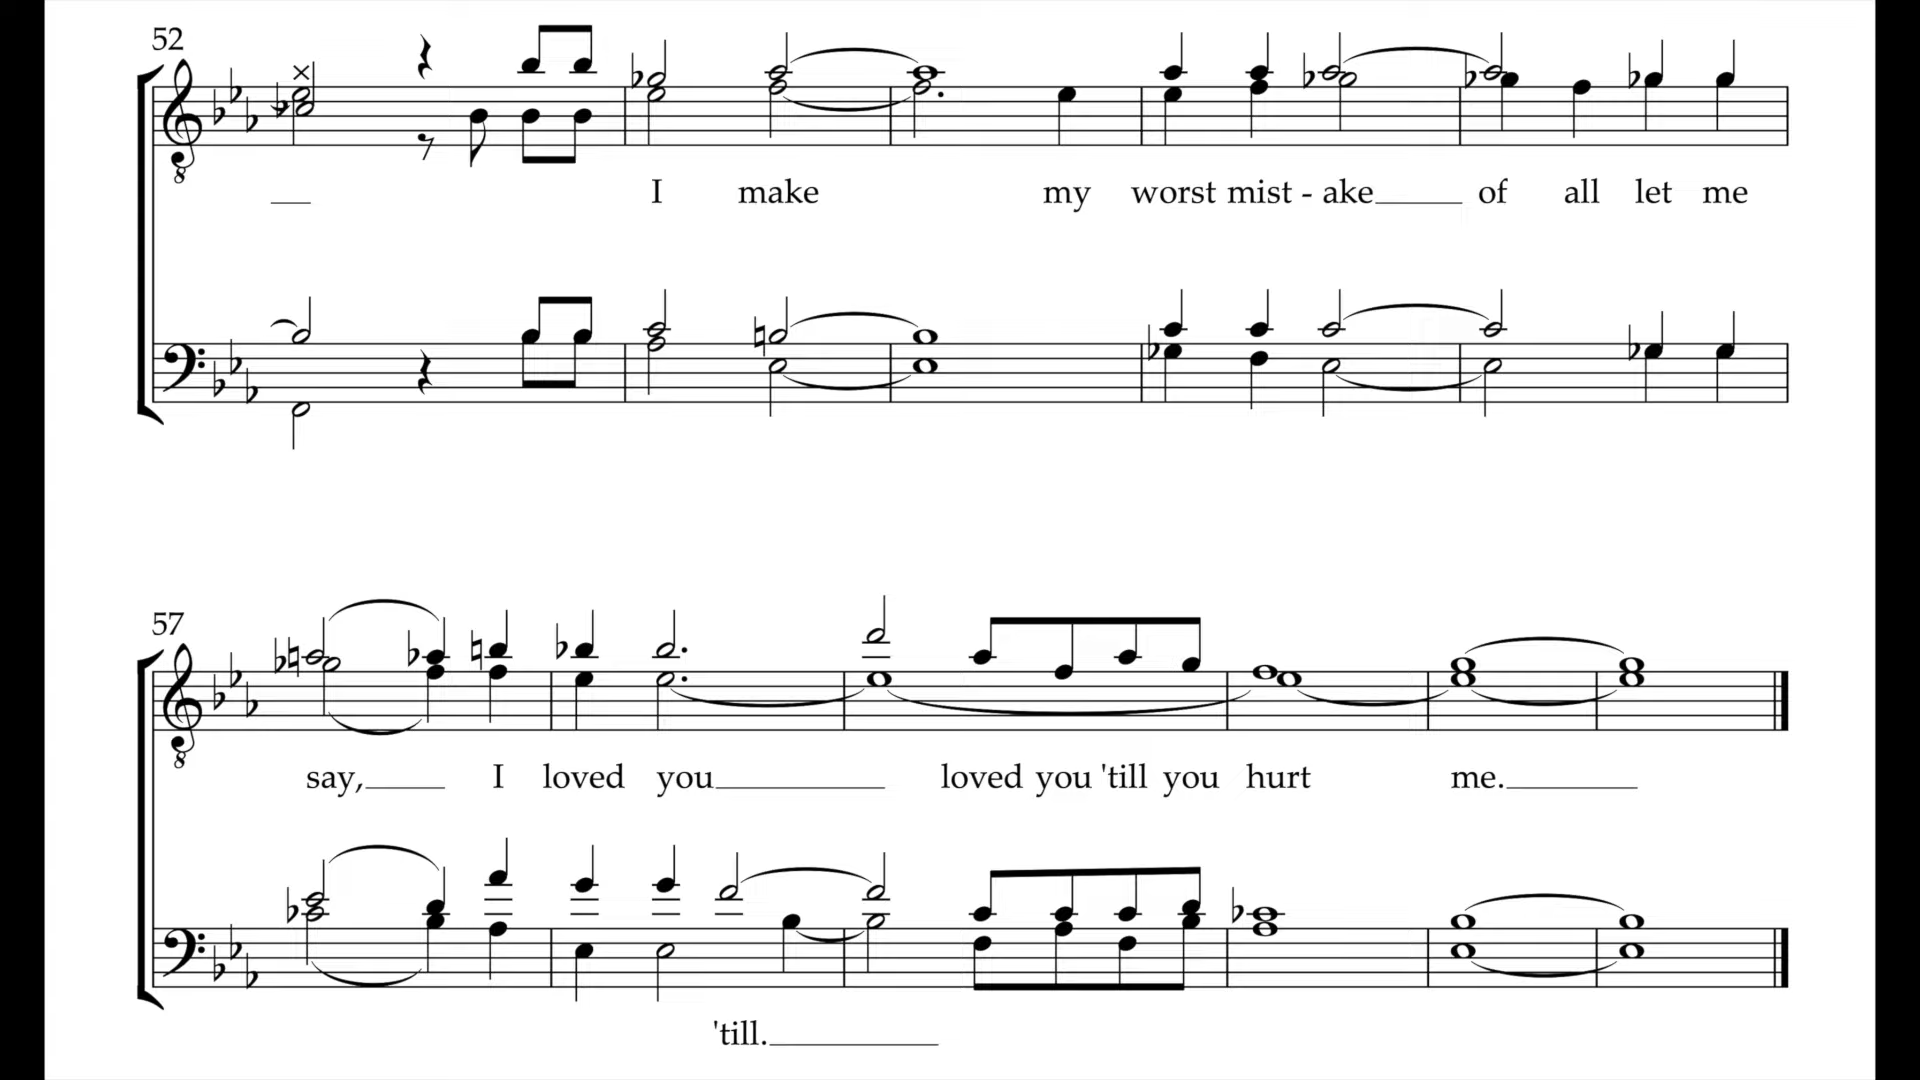 52
I make my worst mist - ake of all let me
57
say, I loved you loved you 'till you hurt me.
'till.